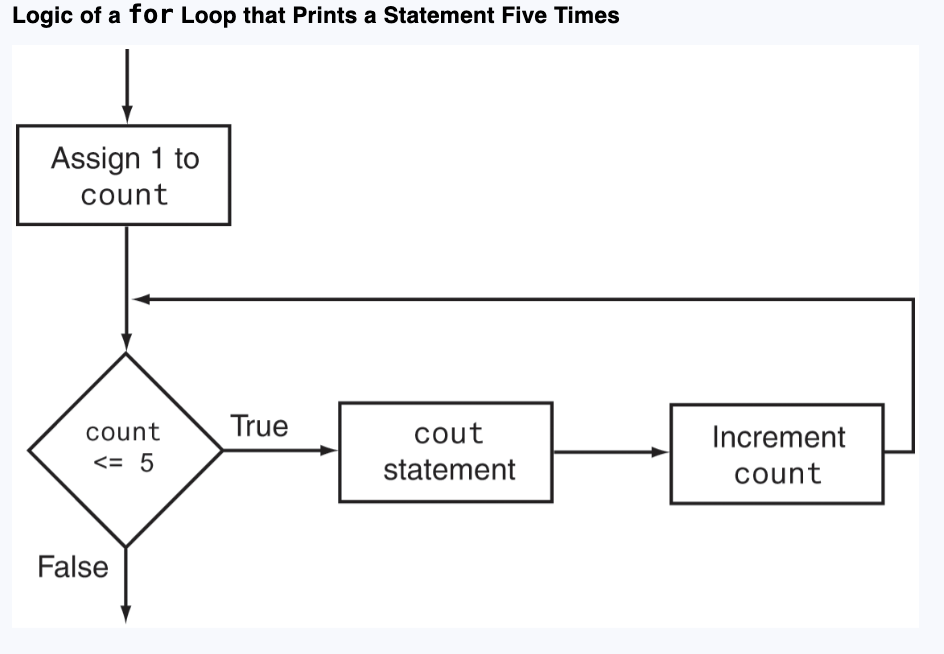 Logic of a for Loop that Prints a Statement Five Times
Assign 1 to
count
count
<= 5
True
cout
statement
Increment
count
False